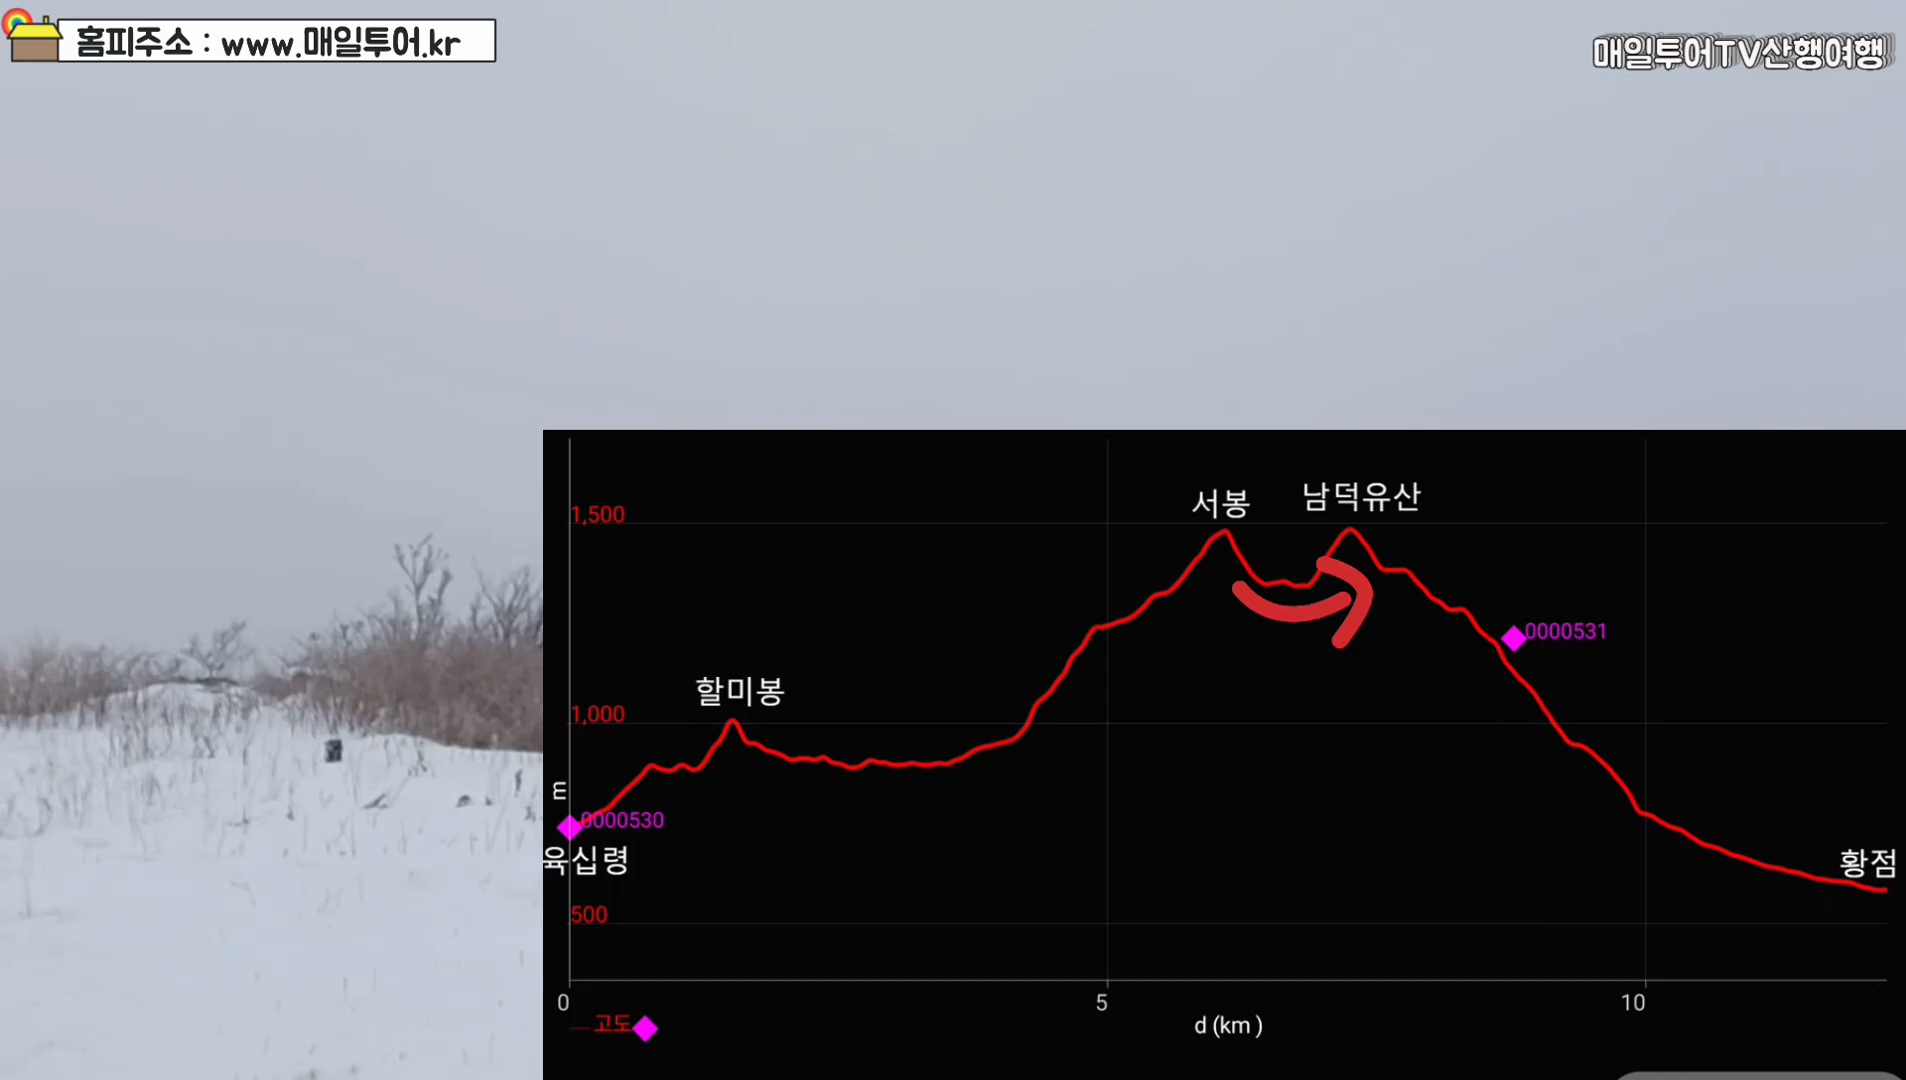 홈피주소 : www.매일투어.kr
매일투어TV산행여행
서봉
남덕유산
1,500
0000531
할미봉
1,000
m
0000530
육십령
황점
500
0
5
10
고도
d (km )